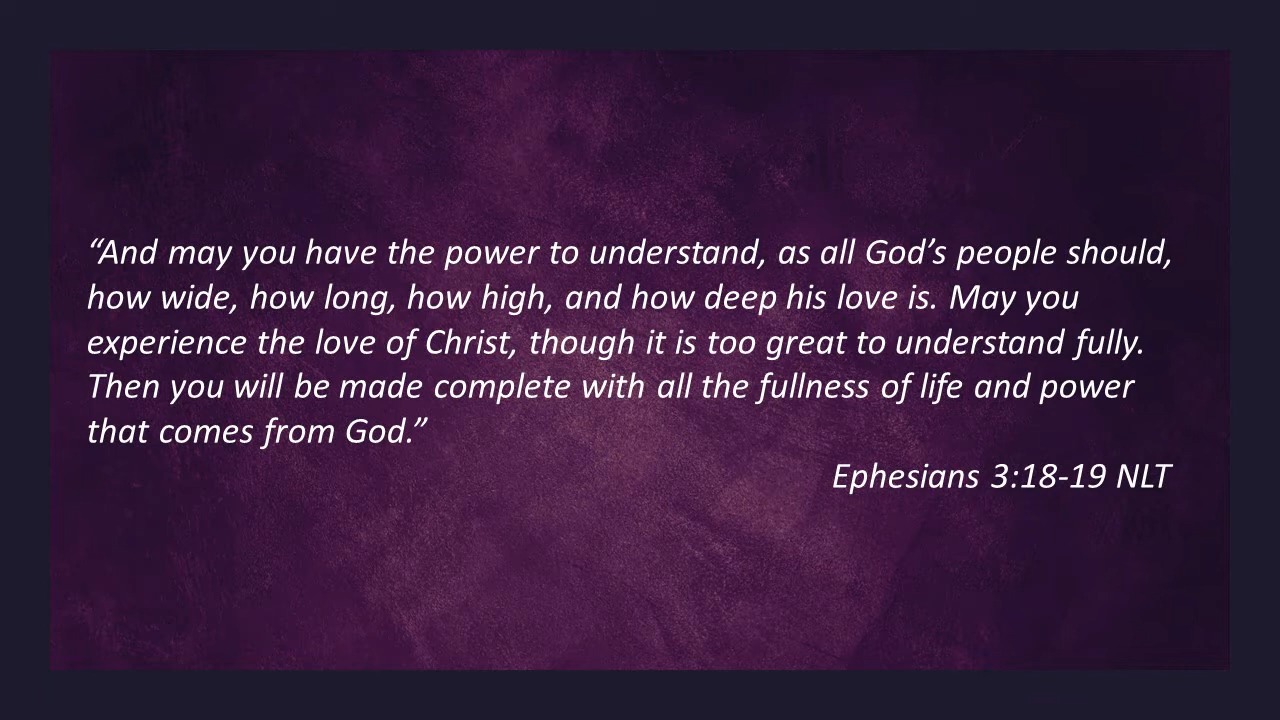 “And may you have the power to understand, as all God’s people should,
how wide, how long, how high, and how deep his love is. May you
experience the love of Christ, though it is too great to understand fully.
Then you will be made complete with all the fullness of life and power
that comes from God.”
Ephesians 3:18-19 NLT